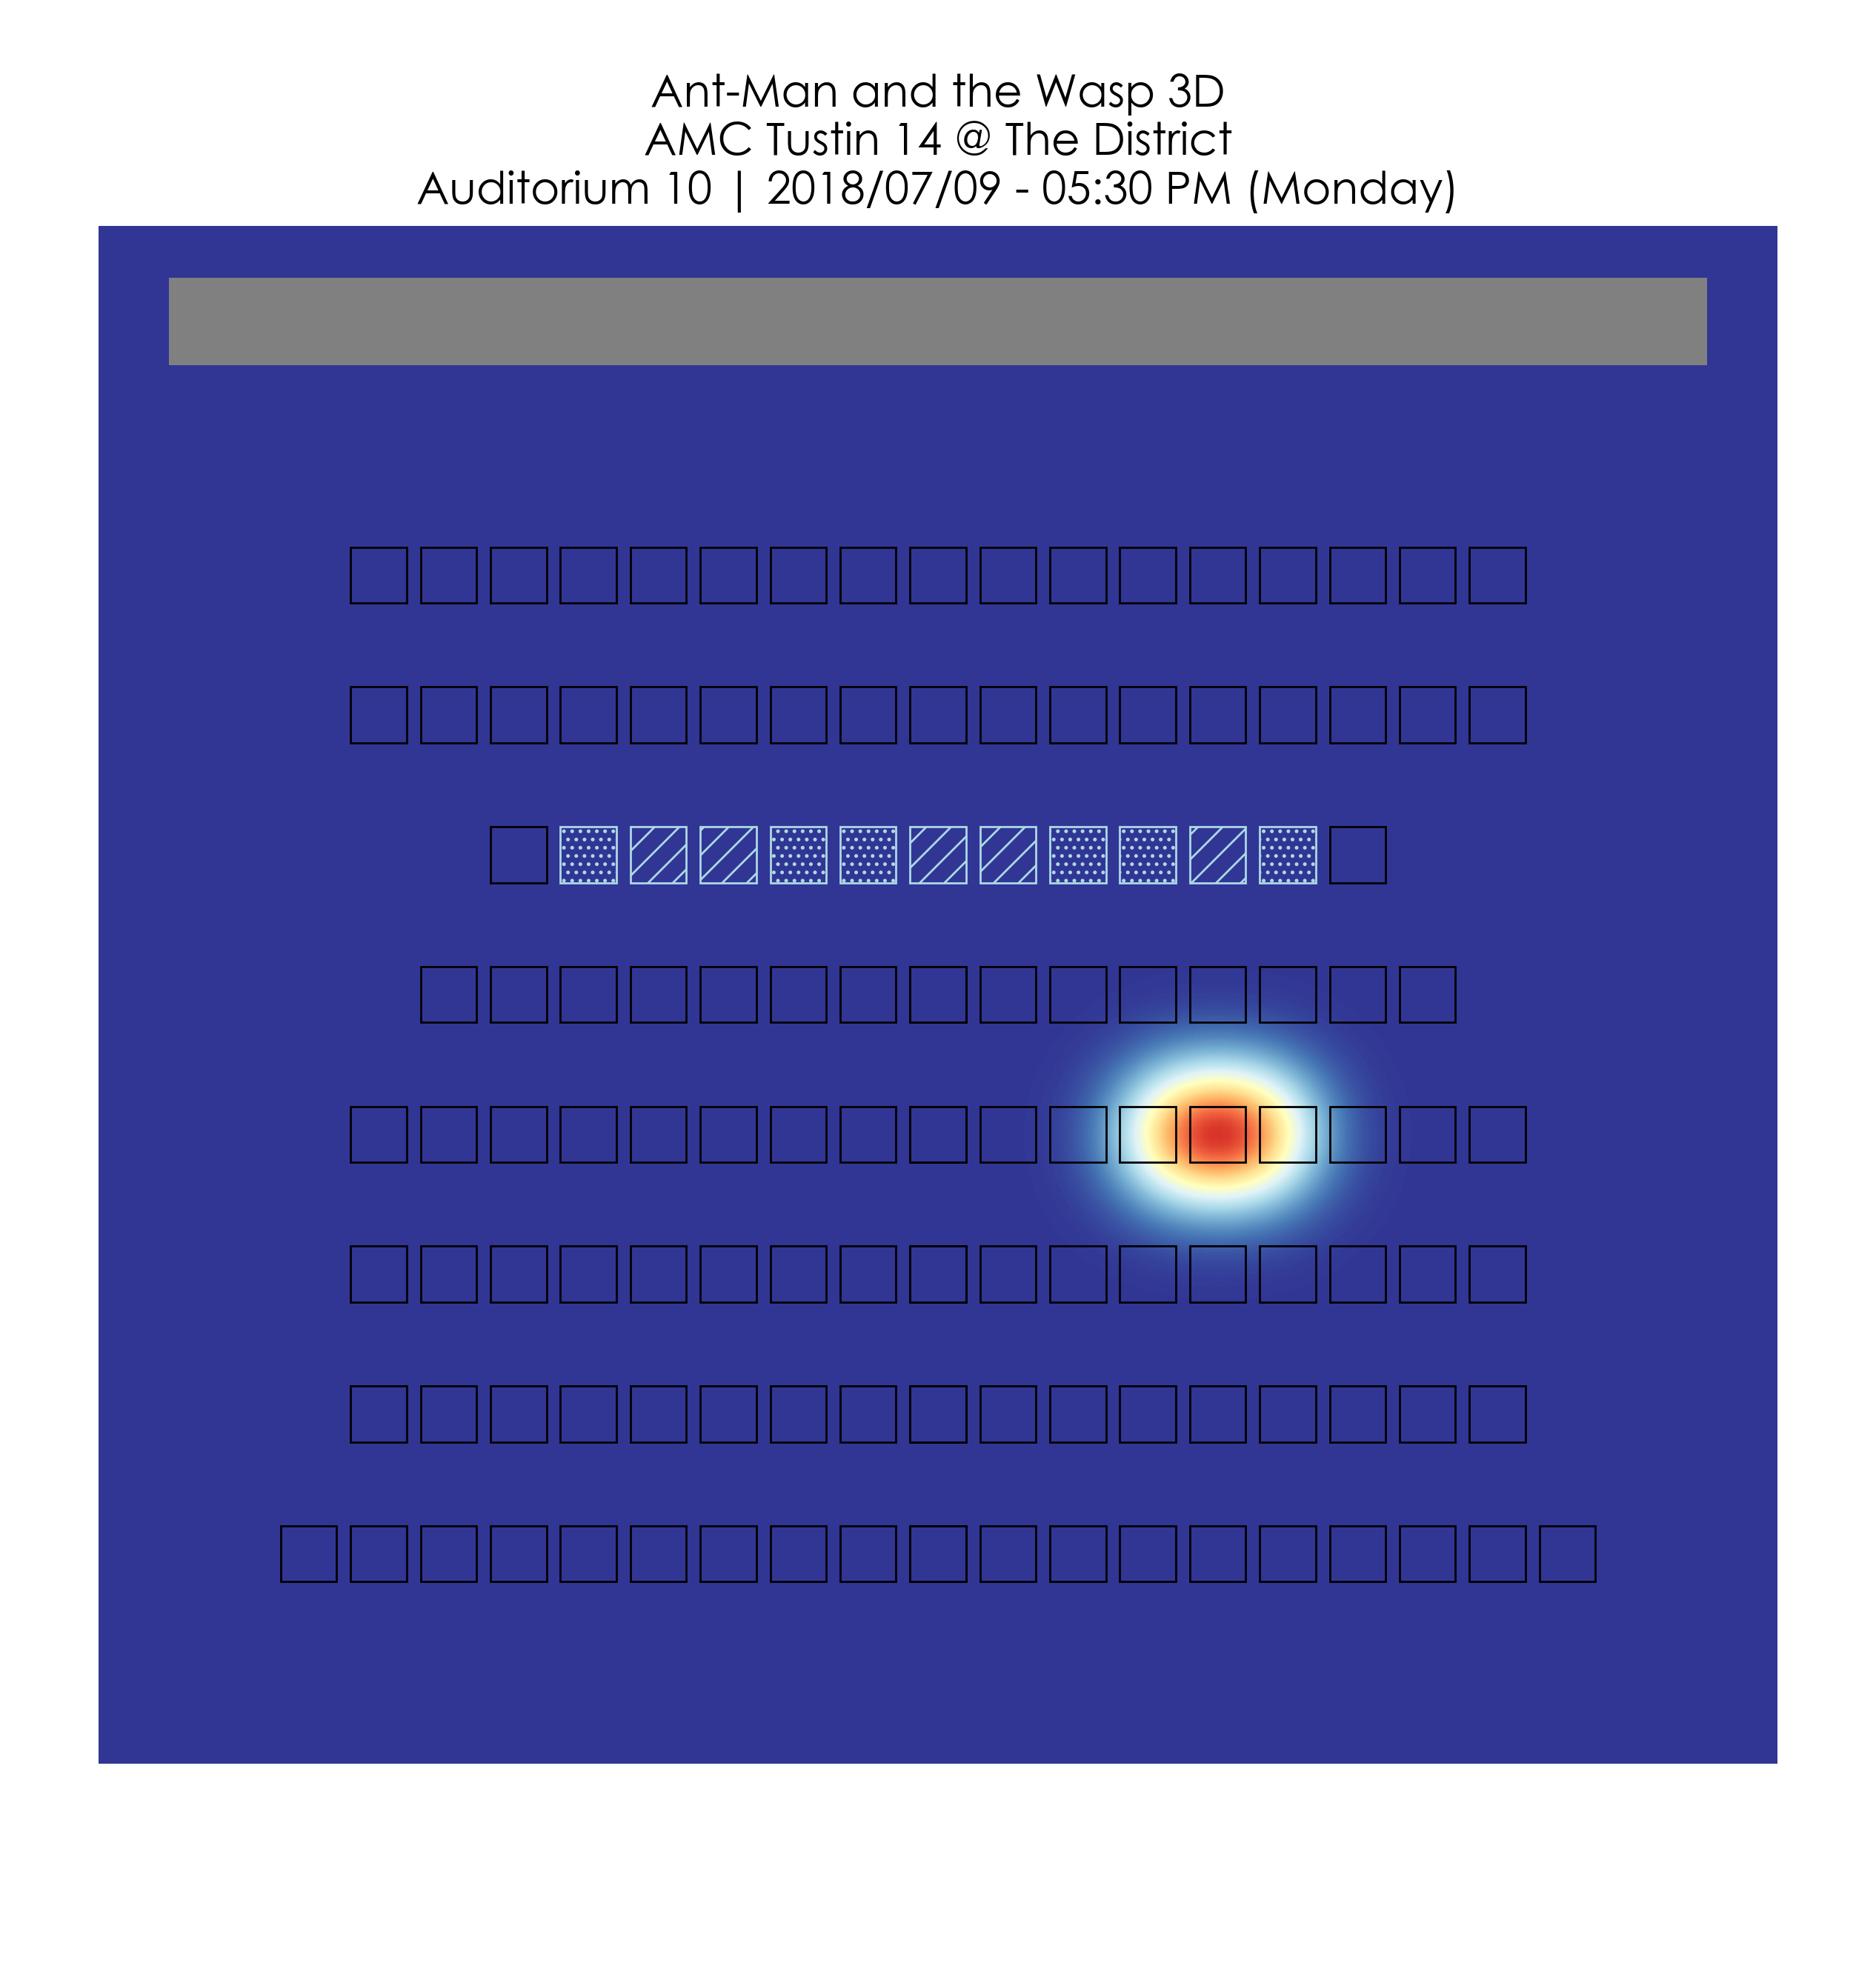 Ant-Man and the Wasp 3D
AMC Tustin 14 @ The District
Auditorium 10 | 2018/07/09 - 05:30 PM (Monday)